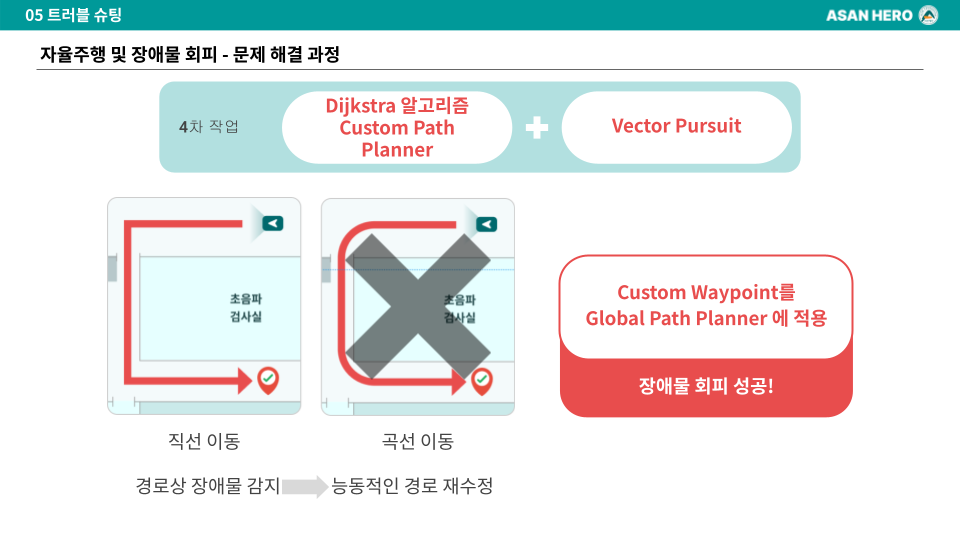 05 트러블 슈팅
ASAN HERO
자율주행 및 장애물 회피 - 문제 해결 과정
4차 작업
Dijkstra 알고리즘
Custom Path
Planner
Vector Pursuit
초음파
검사실
초음파
검사실
Custom Waypoint를
Global Path Planner 에 적용
장애물 회피 성공!
직선 이동
곡선 이동
경로상 장애물 감지
능동적인 경로 재수정